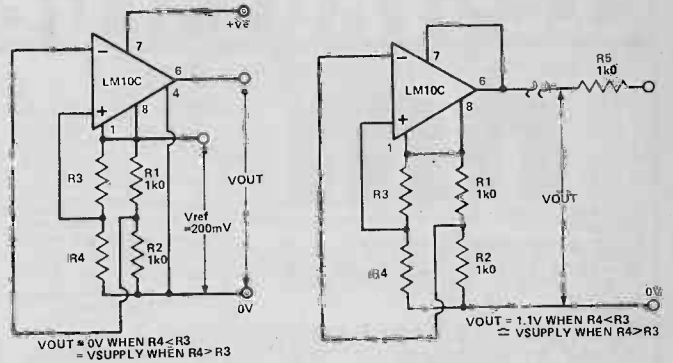 +ve
7
−
LM10C
6
4
+
8
1
R3
R1
1k0
VOUT
Vref
=200mV
R4
R2
1k0
0V
VOUT ≈ 0V WHEN R4<R3
= VSUPPLY WHEN R4>R3
−
7
LM10C
6
R5
1k0
+
8
1
R3
R1
1k0
VOUT
R4
R2
1k0
0V
VOUT = 1.1V WHEN R4<R3
≃ VSUPPLY WHEN R4>R3